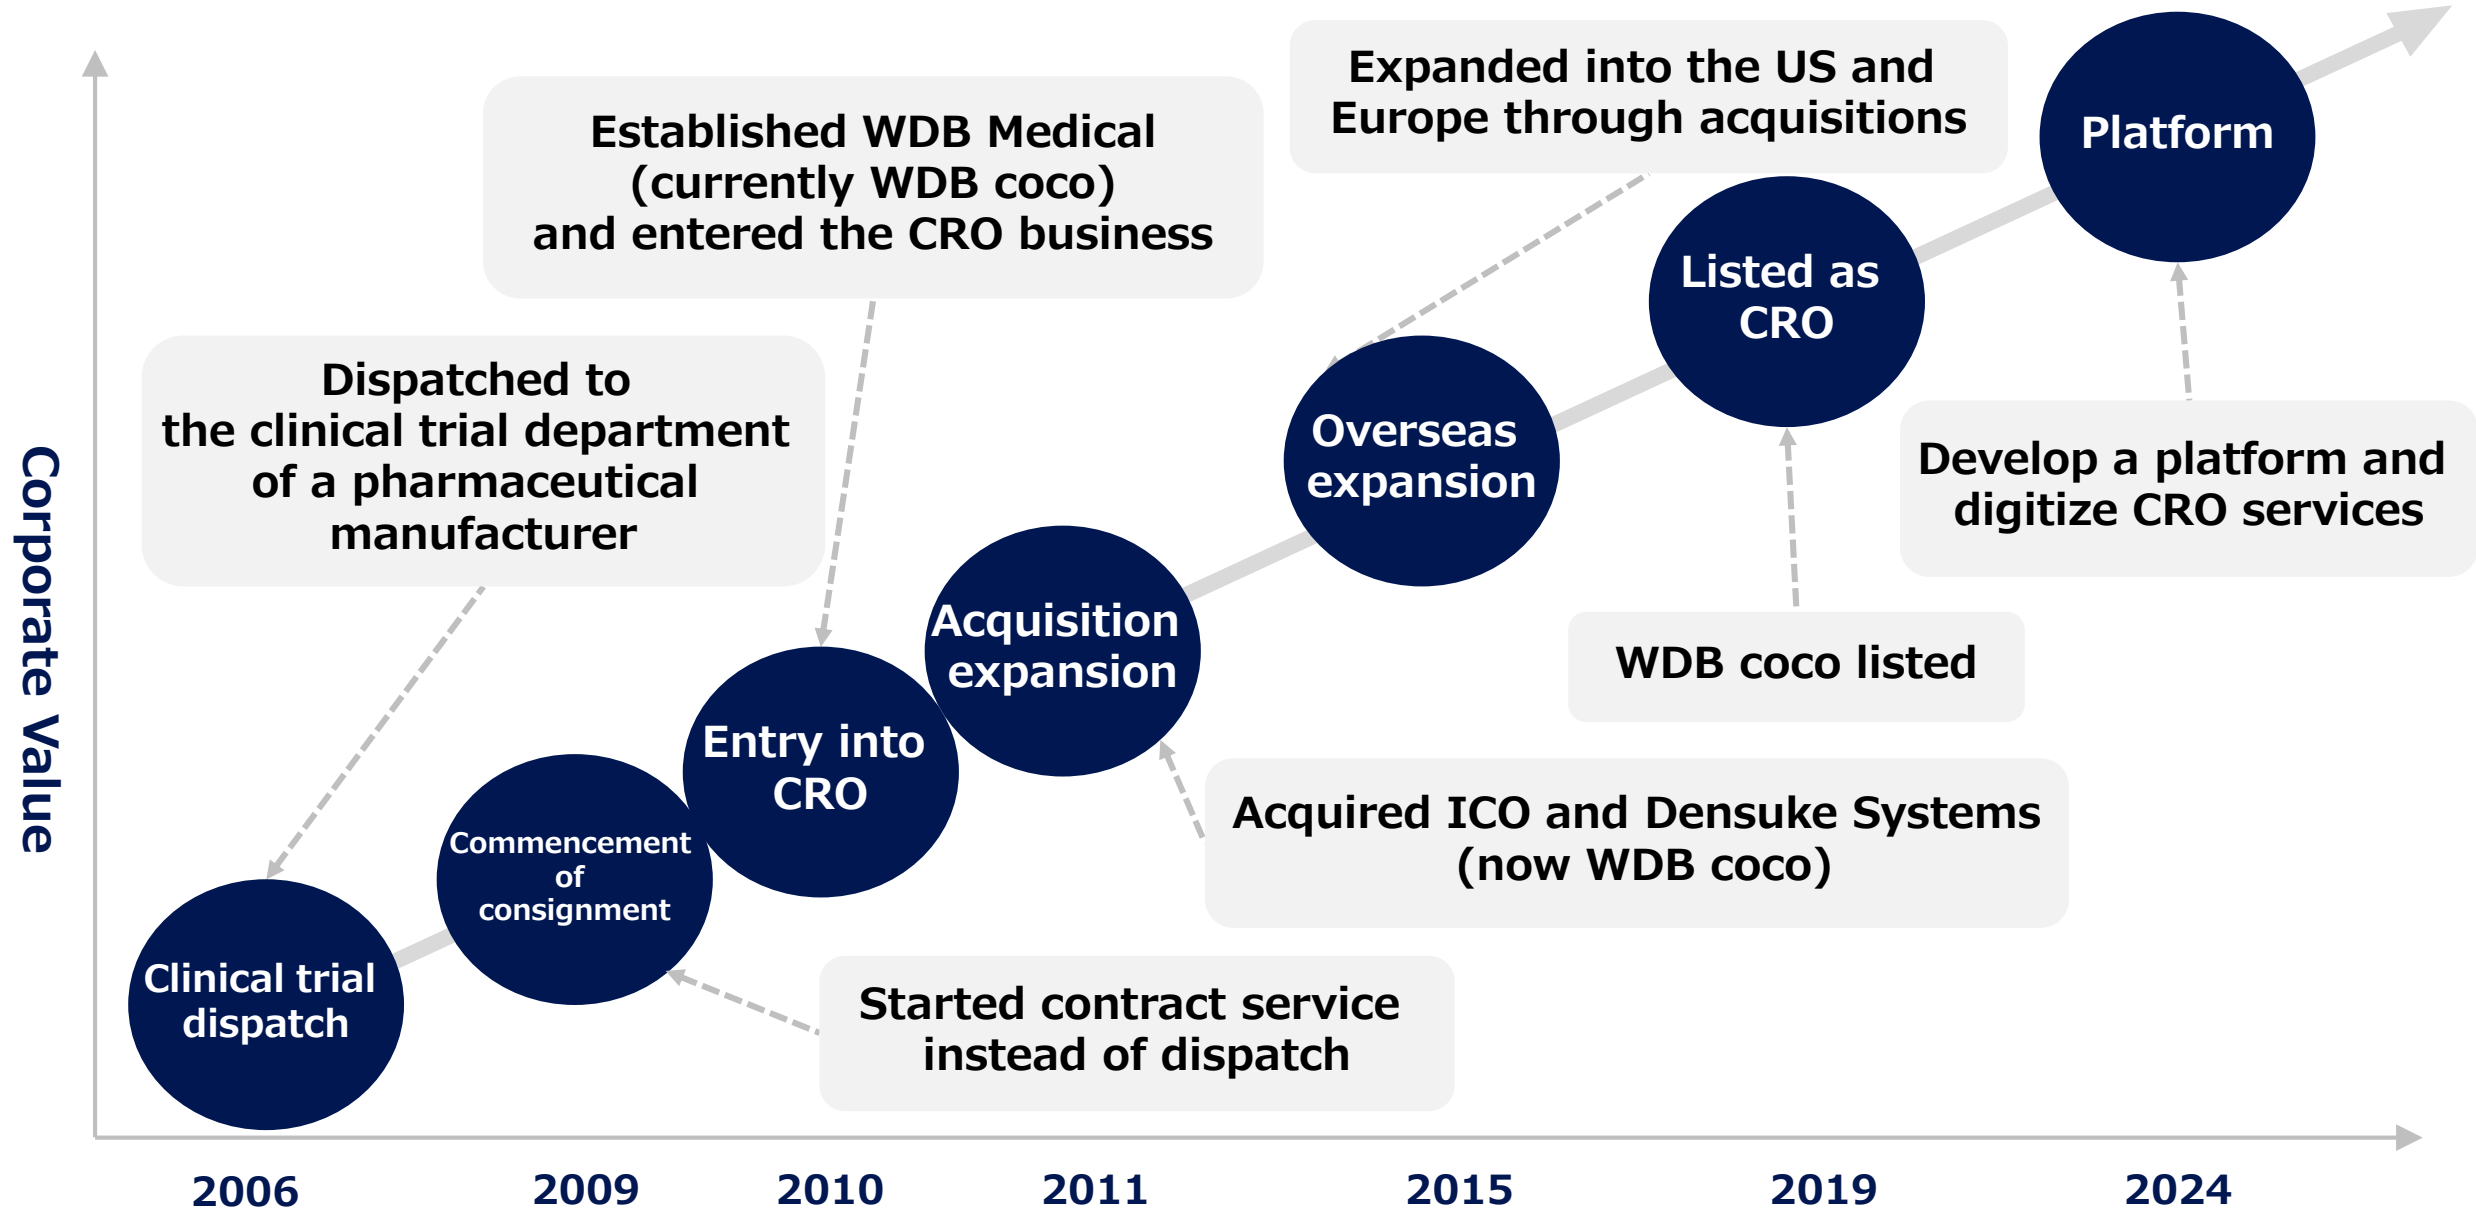 Expanded into the US and
Europe through acquisitions
Platform
Established WDB Medical
(currently WDB coco)
and entered the CRO business
Listed as
CRO
Dispatched to
the clinical trial department
of a pharmaceutical
manufacturer
Overseas
expansion
Develop a platform and
digitize CRO services
Corporate Value
Acquisition
expansion
WDB coco listed
Entry into
CRO
Acquired ICO and Densuke Systems
(now WDB coco)
Commencement
of
consignment
Clinical trial
dispatch
Started contract service
instead of dispatch
2006
2009
2010
2011
2015
2019
2024